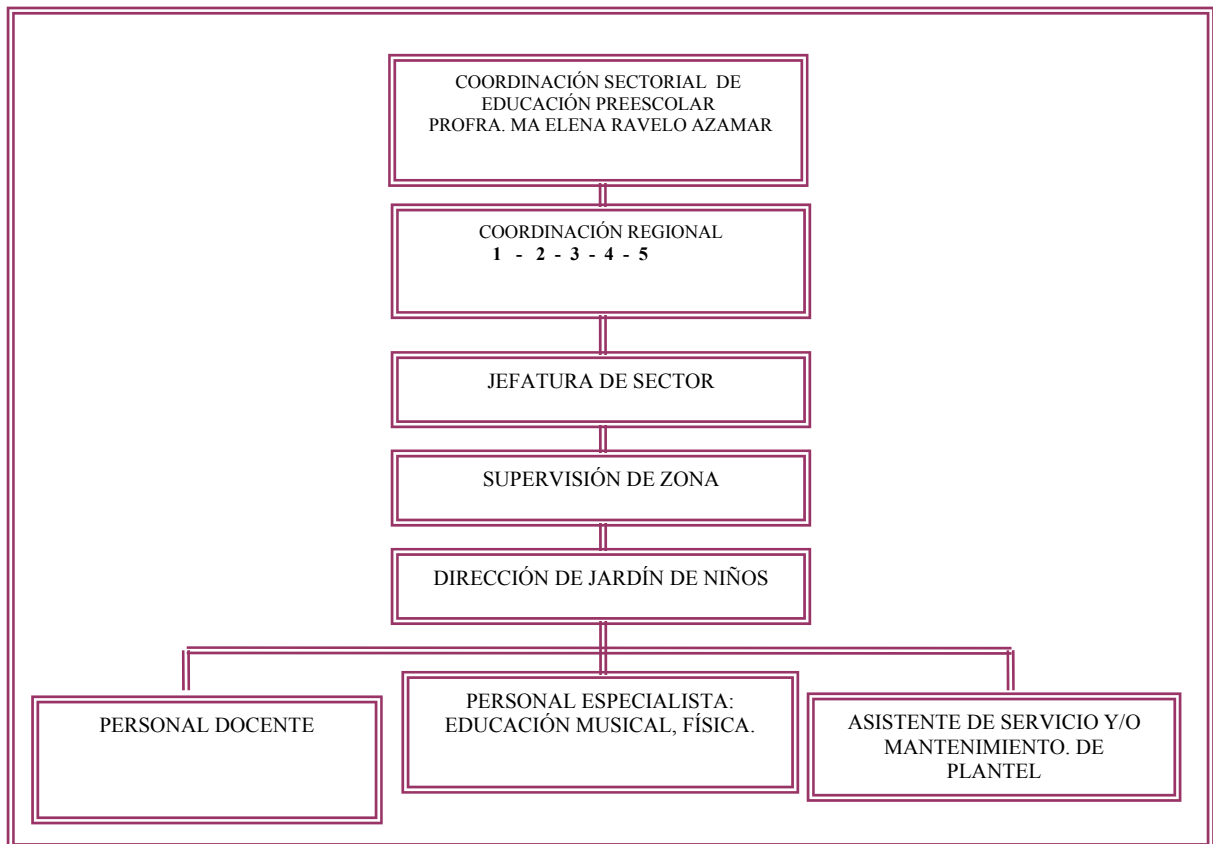 COORDINACIÓN SECTORIAL DE
EDUCACIÓN PREESCOLAR
PROFRA. MA ELENA RAVELO AZAMAR
COORDINACIÓN REGIONAL
1 - 2 - 3 - 4 - 5
JEFATURA DE SECTOR
SUPERVISIÓN DE ZONA
DIRECCIÓN DE JARDÍN DE NIÑOS
PERSONAL DOCENTE
PERSONAL ESPECIALISTA:
EDUCACIÓN MUSICAL, FÍSICA.
ASISTENTE DE SERVICIO Y/O
MANTENIMIENTO. DE
PLANTEL